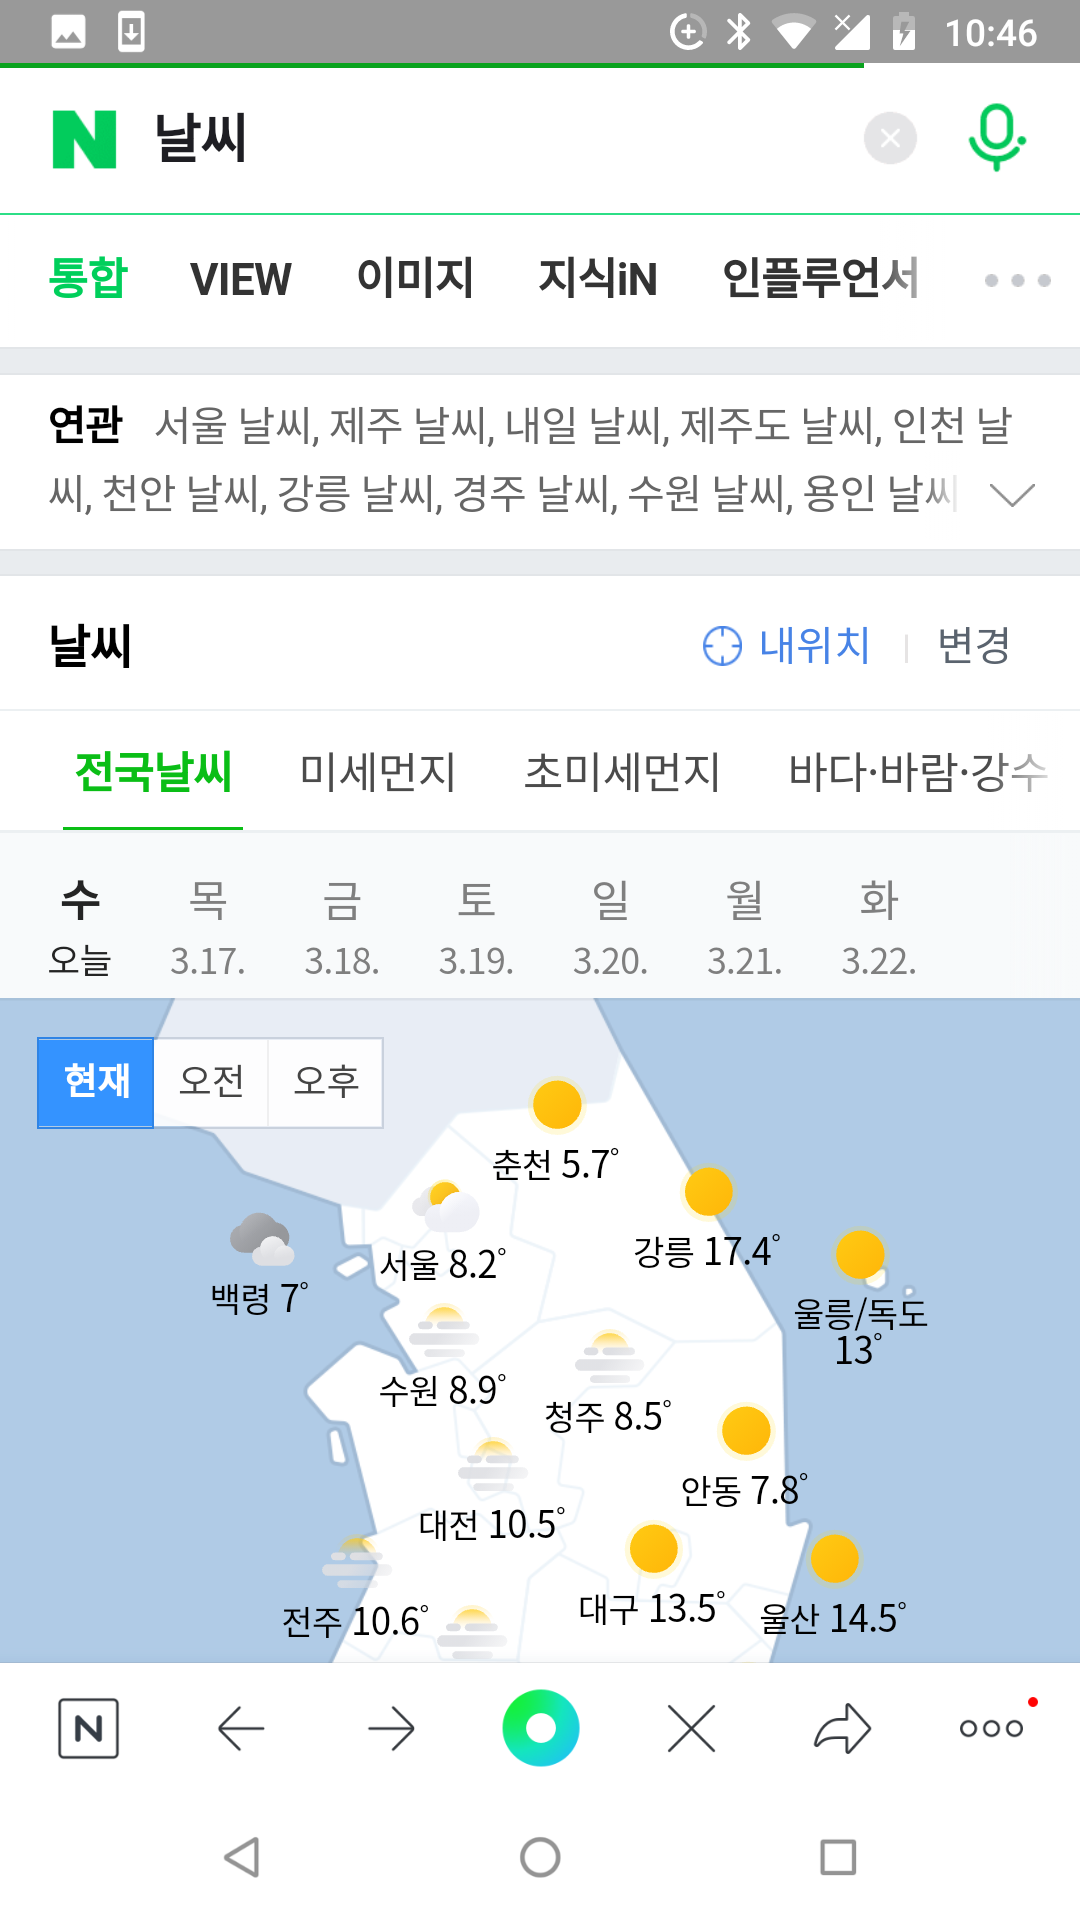 10:46
N 날씨
통합 VIEW 이미지 지식iN 인플루언서
연관 서울 날씨, 제주 날씨, 내일 날씨, 제주도 날씨, 인천 날
씨, 천안 날씨, 강릉 날씨, 경주 날씨, 수원 날씨, 용인 날씨
날씨 내위치 변경
전국날씨 미세먼지 초미세먼지 바다·바람·강수
수 목 금 토 일 월 화
오늘 3.17. 3.18. 3.19. 3.20. 3.21. 3.22.
현재 오전 오후
춘천 5.7°
강릉 17.4°
서울 8.2°
백령 7°
울릉/독도
13°
수원 8.9°
청주 8.5°
안동 7.8°
대전 10.5°
대구 13.5°
울산 14.5°
전주 10.6°
N